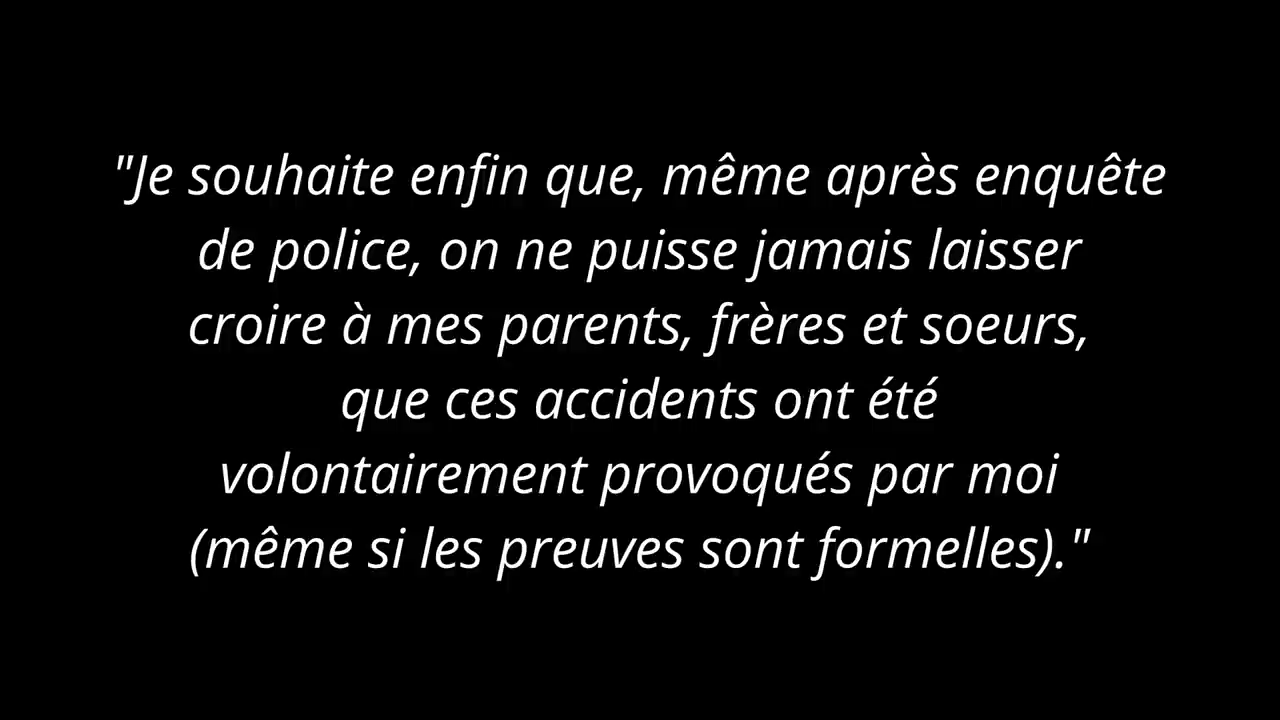 "Je souhaite enfin que, même après enquête
de police, on ne puisse jamais laisser
croire à mes parents, frères et soeurs,
que ces accidents ont été
volontairement provoqués par moi
(même si les preuves sont formelles)."